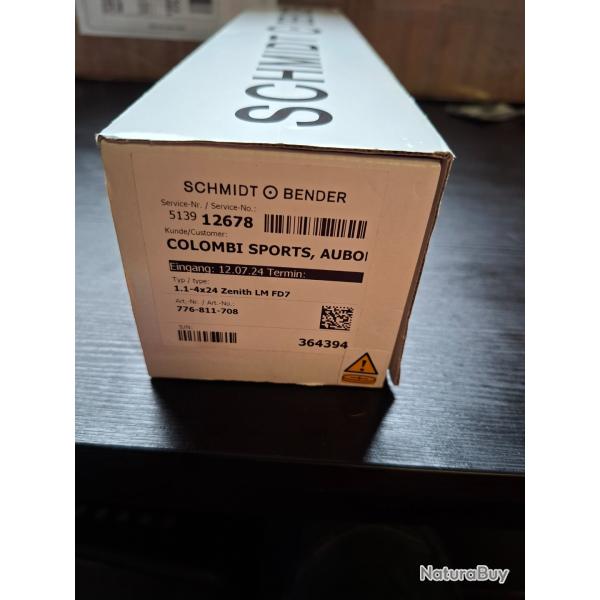 SCHMIDT
SCHMIDT BENDER
Service-Nr. / Service-No.:
5139 12678
Kunde/Customer:
COLOMBI SPORTS, AUBO
Eingang: 12.07.24 Termin:
Typ / type:
1.1-4x24 Zenith LM FD7
Art.-Nr. / Art.-No.:
776-811-708
S/N:
364394
NaturaBuy